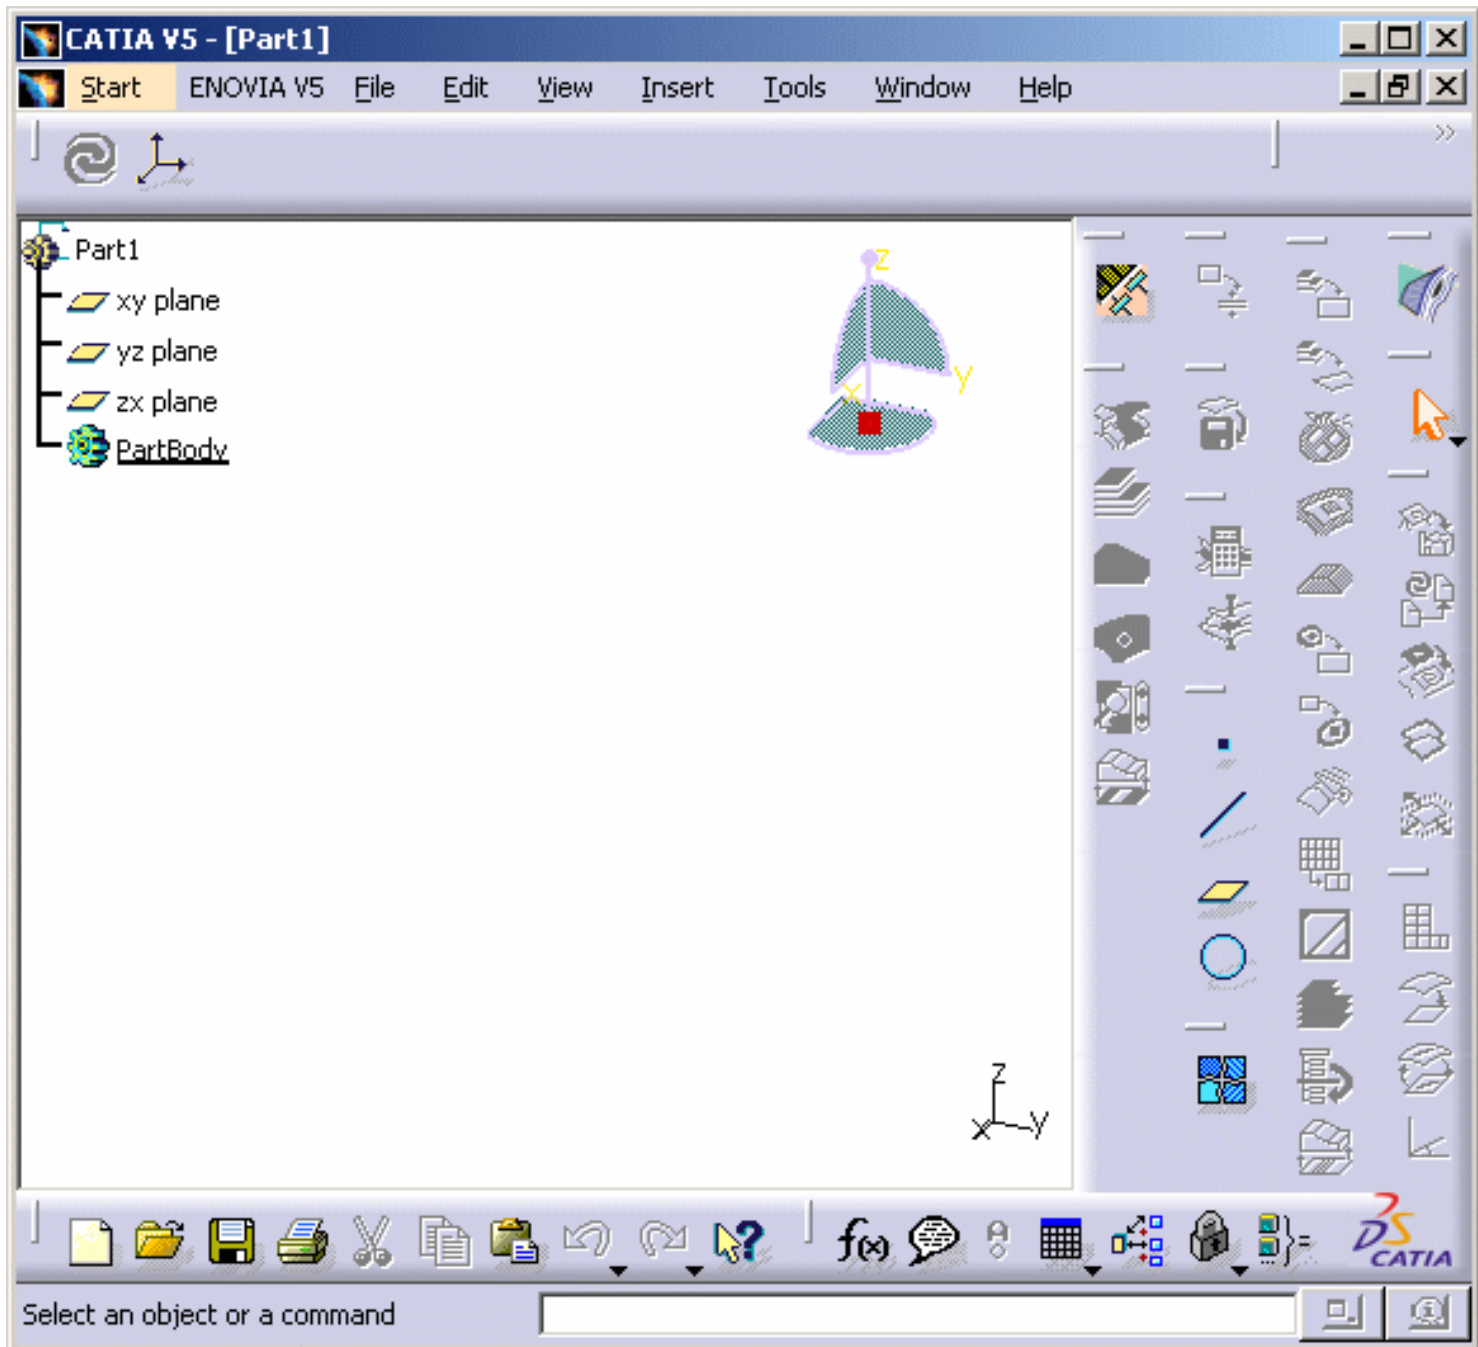 CATIA V5 - [Part1]
Start ENOVIA V5 File Edit View Insert Tools Window Help
Part1
xy plane
yz plane
zx plane
PartBody
z
y
x
z
x y
f(x)
?
DS CATIA
Select an object or a command